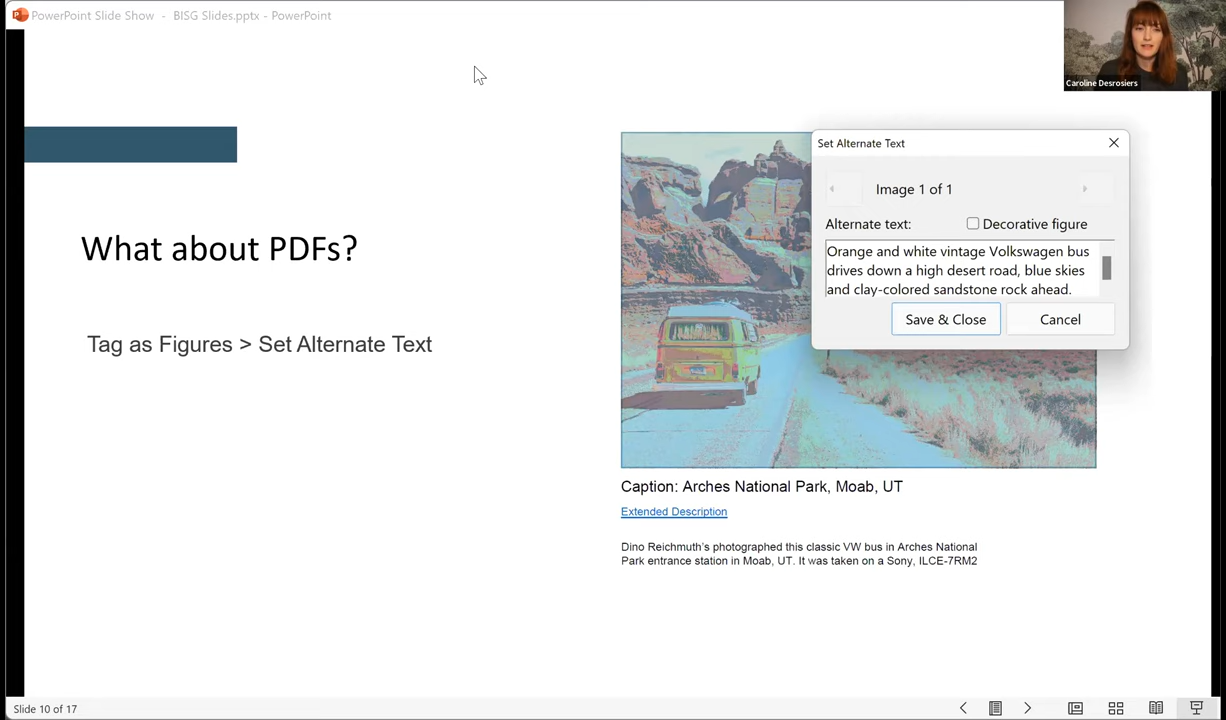 PowerPoint Slide Show - BISG Slides.pptx - PowerPoint
Caroline Desrosiers
What about PDFs?
Tag as Figures > Set Alternate Text
Set Alternate Text
Image 1 of 1
Alternate text:
Decorative figure
Orange and white vintage Volkswagen bus
drives down a high desert road, blue skies
and clay-colored sandstone rock ahead.
Save & Close
Cancel
Caption: Arches National Park, Moab, UT
Extended Description
Dino Reichmuth's photographed this classic VW bus in Arches National
Park entrance station in Moab, UT. It was taken on a Sony, ILCE-7RM2
Slide 10 of 17